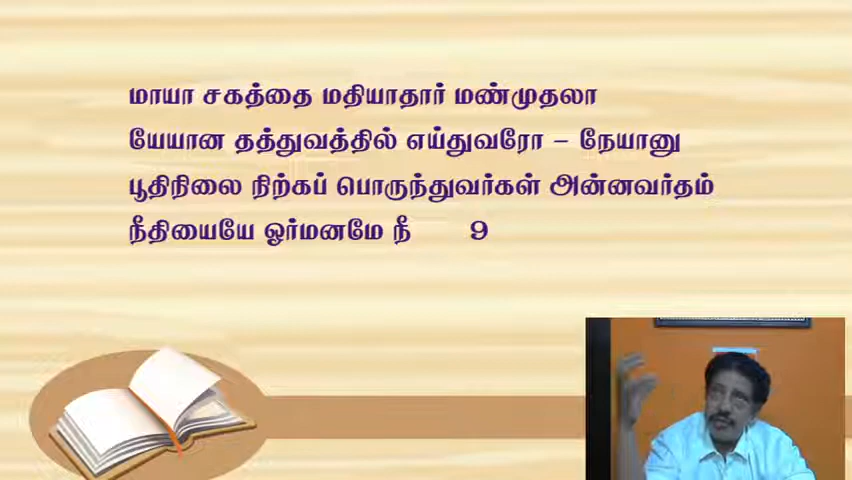 மாயா சகத்தை மதியாதார் மண்முதலா
யேயான தத்துவத்தில் எய்துவரோ – நேயானு
பூதிநிலை நிற்கப் பொருந்துவர்கள் அன்னவர்தம்
நீதியையே ஓர்மனமே நீ 9